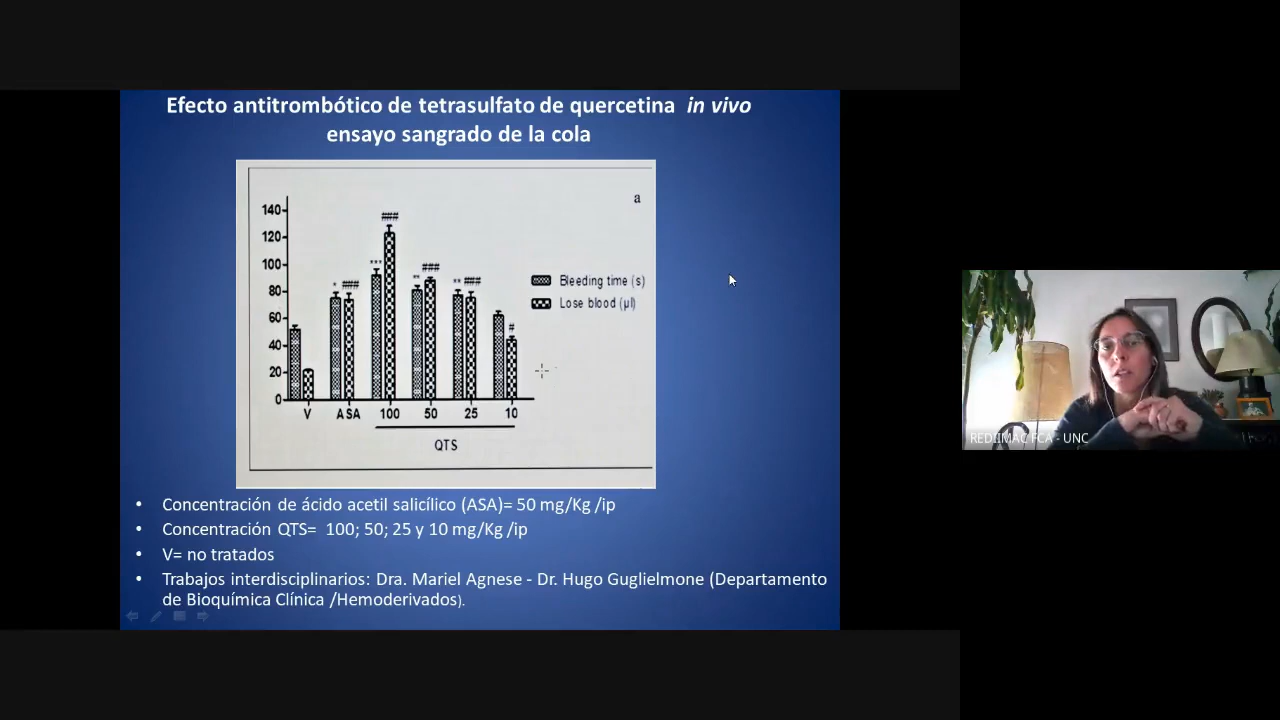 Efecto antitrombótico de tetrasulfato de quercetina in vivo
ensayo sangrado de la cola
a
140
120
100
80
60
40
20
0
###
***
*
###
**
###
**
###
#
Bleeding time (s)
Lose blood (µl)
V ASA 100 50 25 10
QTS
• Concentración de ácido acetil salicílico (ASA)= 50 mg/Kg /ip
• Concentración QTS= 100; 50; 25 y 10 mg/Kg /ip
• V= no tratados
• Trabajos interdisciplinarios: Dra. Mariel Agnese - Dr. Hugo Guglielmone (Departamento
de Bioquímica Clínica /Hemoderivados).
REDIIMAC FCA - UNC